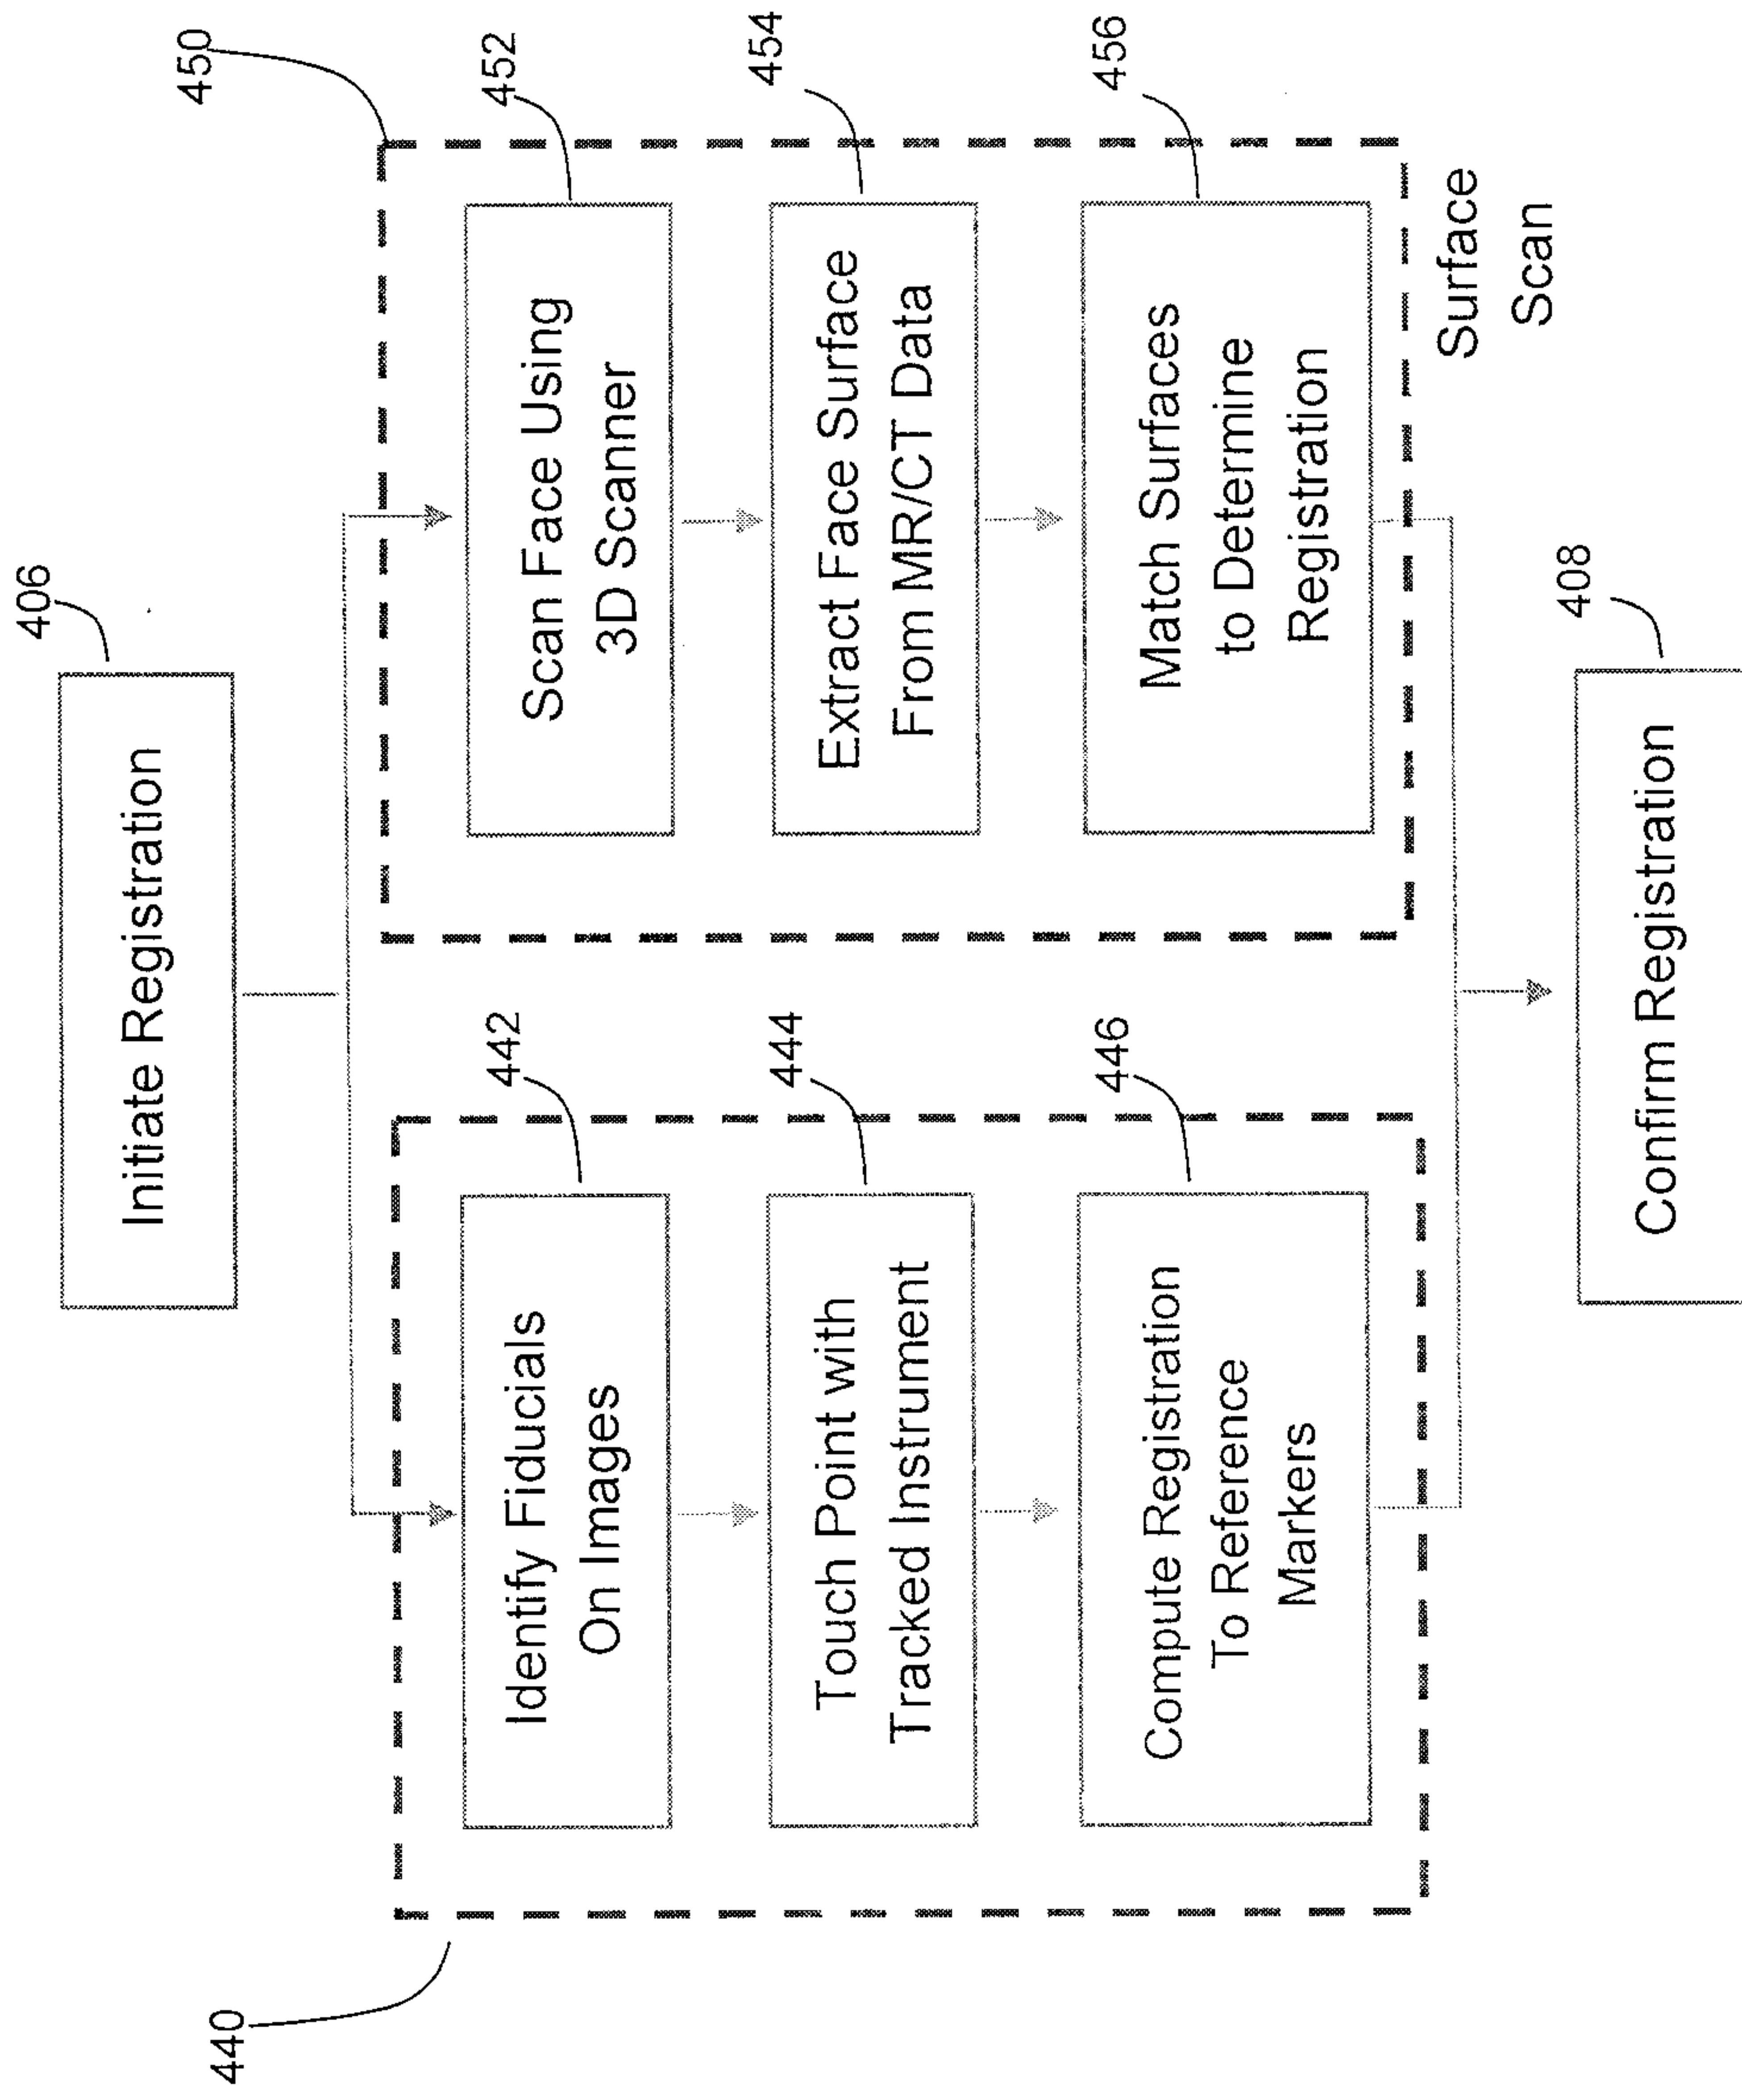 406
Initiate Registration
440
442
Identify Fiducials
On Images
444
Touch Point with
Tracked Instrument
446
Compute Registration
To Reference
Markers
450
452
Scan Face Using
3D Scanner
454
Extract Face Surface
From MR/CT Data
456
Match Surfaces
to Determine
Registration
Surface
Scan
408
Confirm Registration